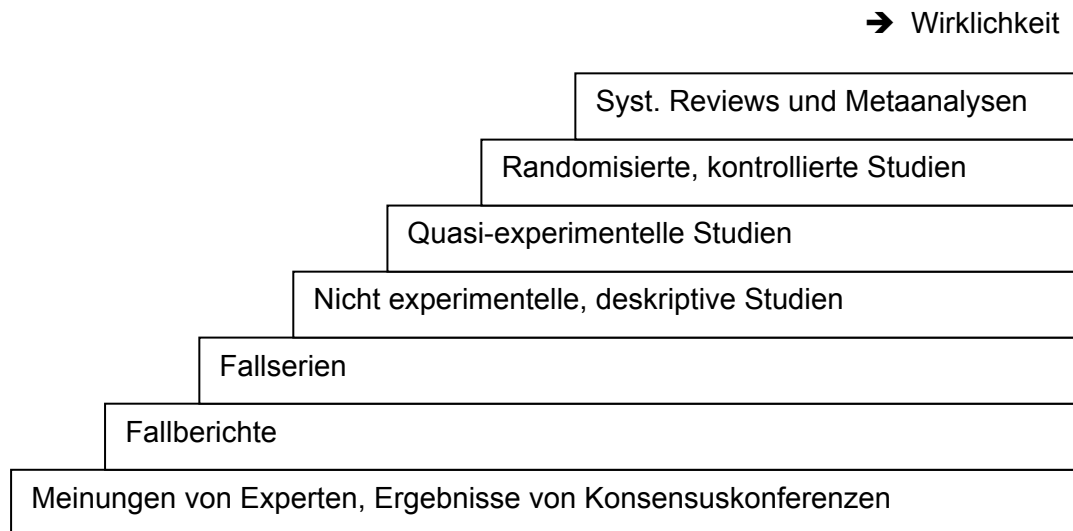 ➔ Wirklichkeit
Syst. Reviews und Metaanalysen
Randomisierte, kontrollierte Studien
Quasi-experimentelle Studien
Nicht experimentelle, deskriptive Studien
Fallserien
Fallberichte
Meinungen von Experten, Ergebnisse von Konsensuskonferenzen